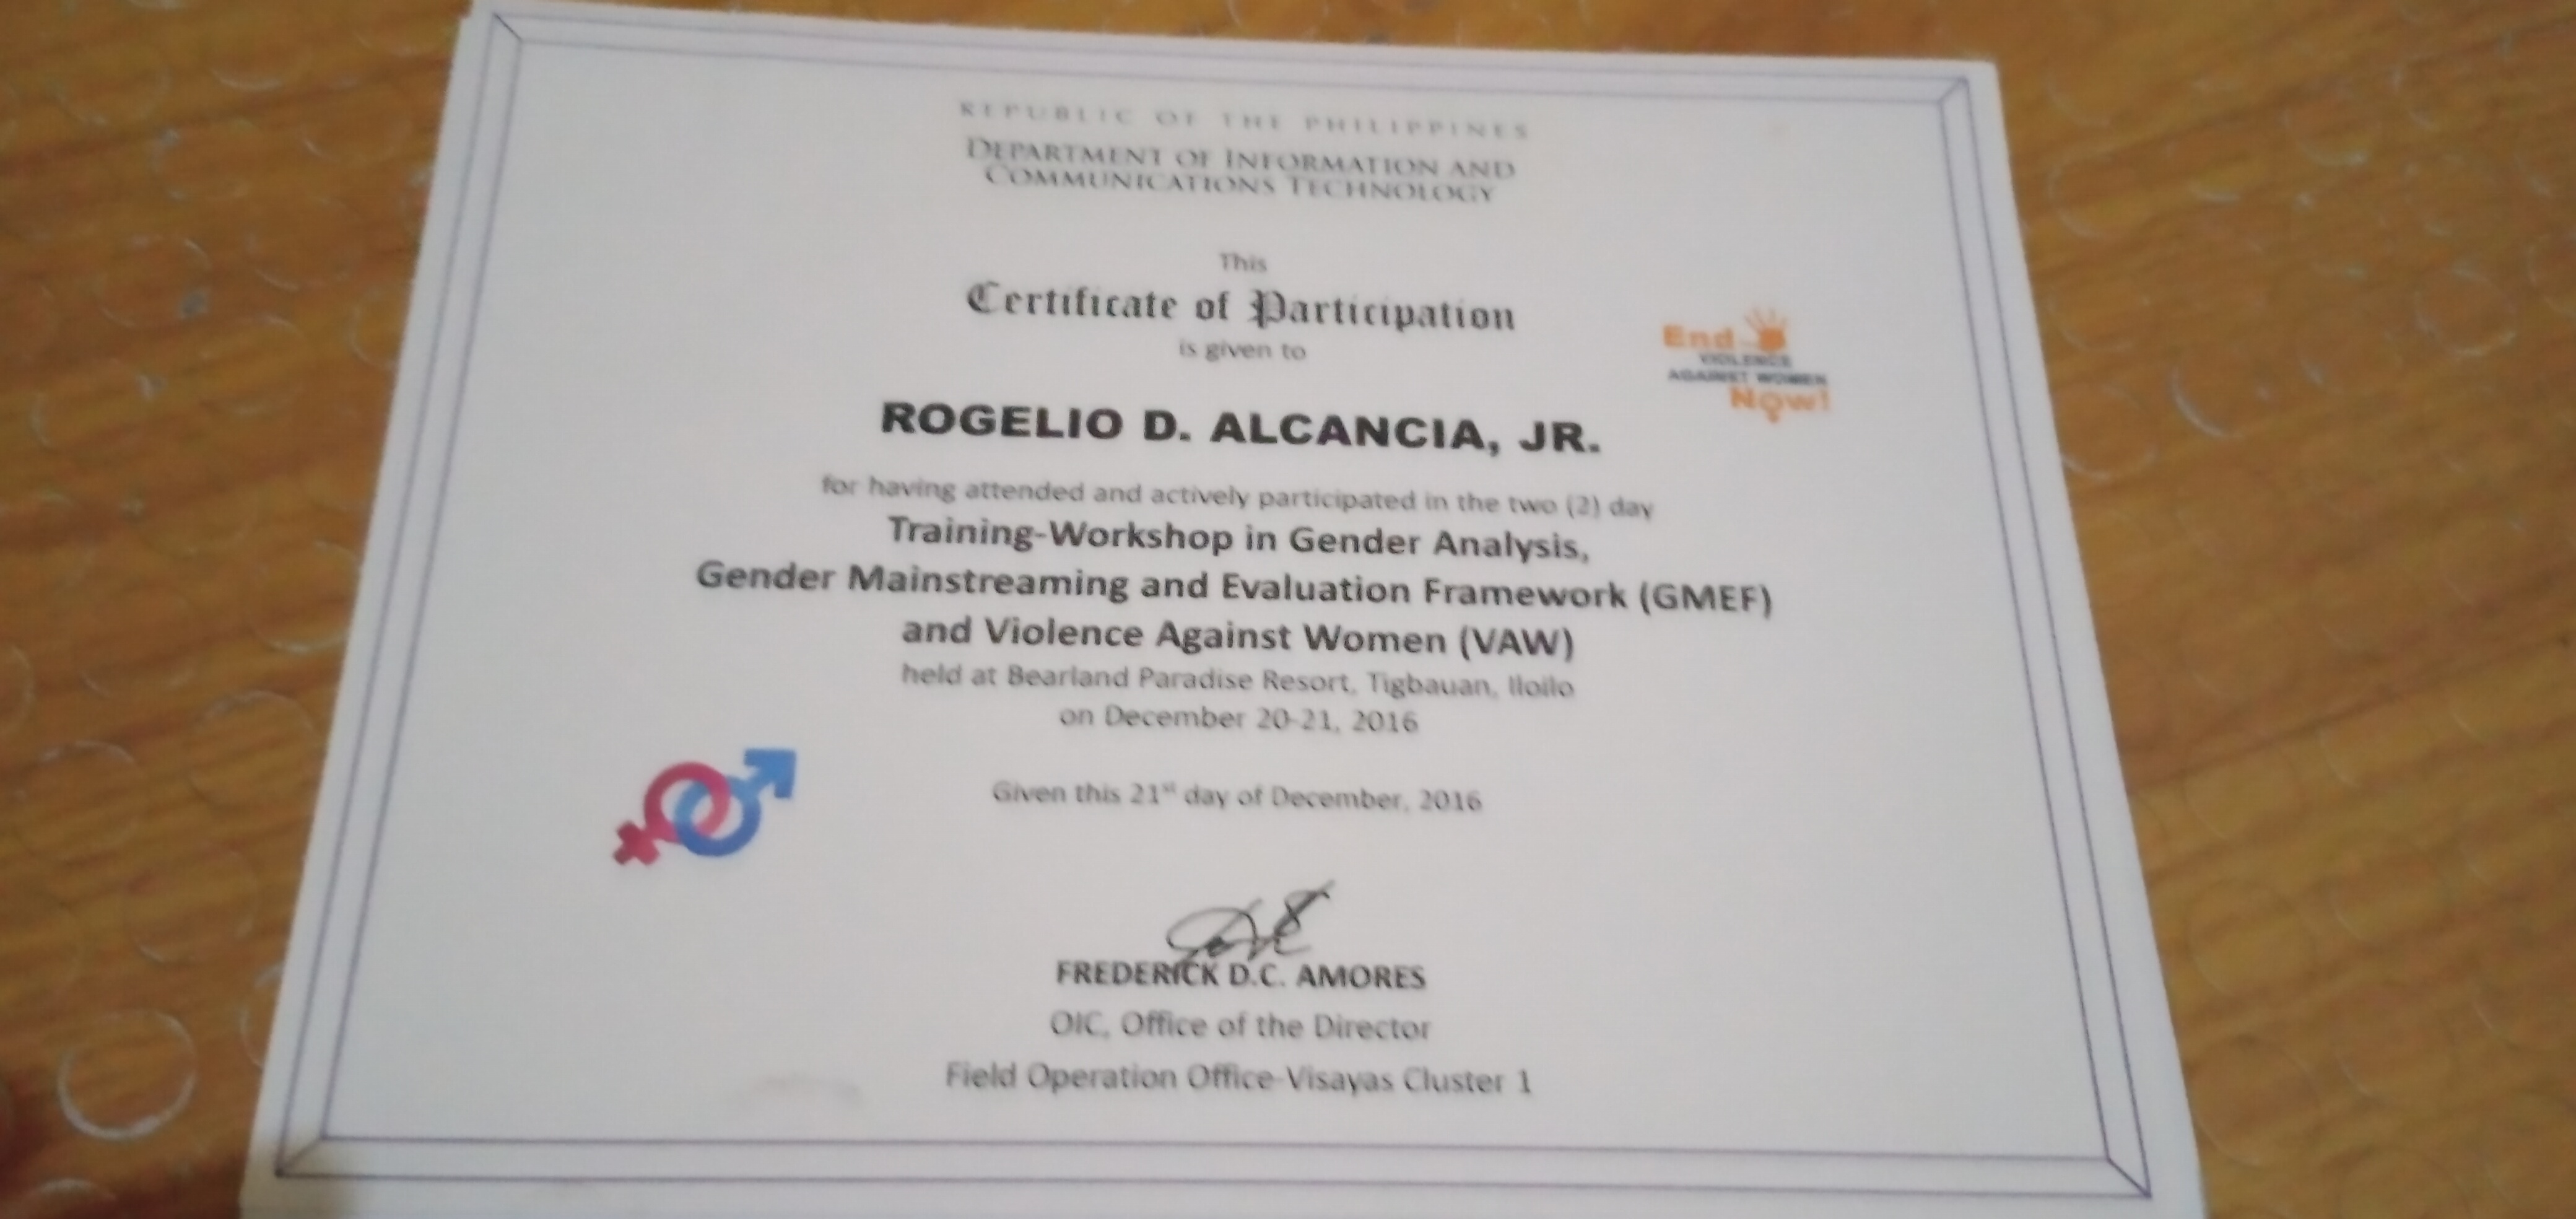 REPUBLIC OF THE PHILIPPINES
DEPARTMENT OF INFORMATION AND
COMMUNICATIONS TECHNOLOGY
This
Certificate of Participation
is given to
End
VIOLENCE
AGAINST WOMEN
Now!
ROGELIO D. ALCANCIA, JR.
for having attended and actively participated in the two (2) day
Training-Workshop in Gender Analysis,
Gender Mainstreaming and Evaluation Framework (GMEF)
and Violence Against Women (VAW)
held at Bearland Paradise Resort, Tigbauan, Iloilo
on December 20-21, 2016
Given this 21st day of December, 2016
FREDERICK D.C. AMORES
OIC, Office of the Director
Field Operation Office-Visayas Cluster 1